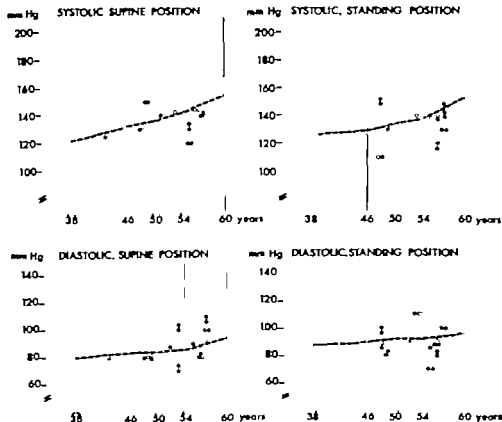 mm Hg SYSTOLIC SUPINE POSITION
200
180
160
140
120
100
38 46 50 54 60 years
mm Hg SYSTOLIC, STANDING POSITION
200
180
160
140
120
100
38 46 50 54 60 years
mm Hg DIASTOLIC, SUPINE POSITION
140
120
100
80
60
38 46 50 54 60 years
mm Hg DIASTOLIC, STANDING POSITION
140
120
100
80
60
38 46 50 54 60 years